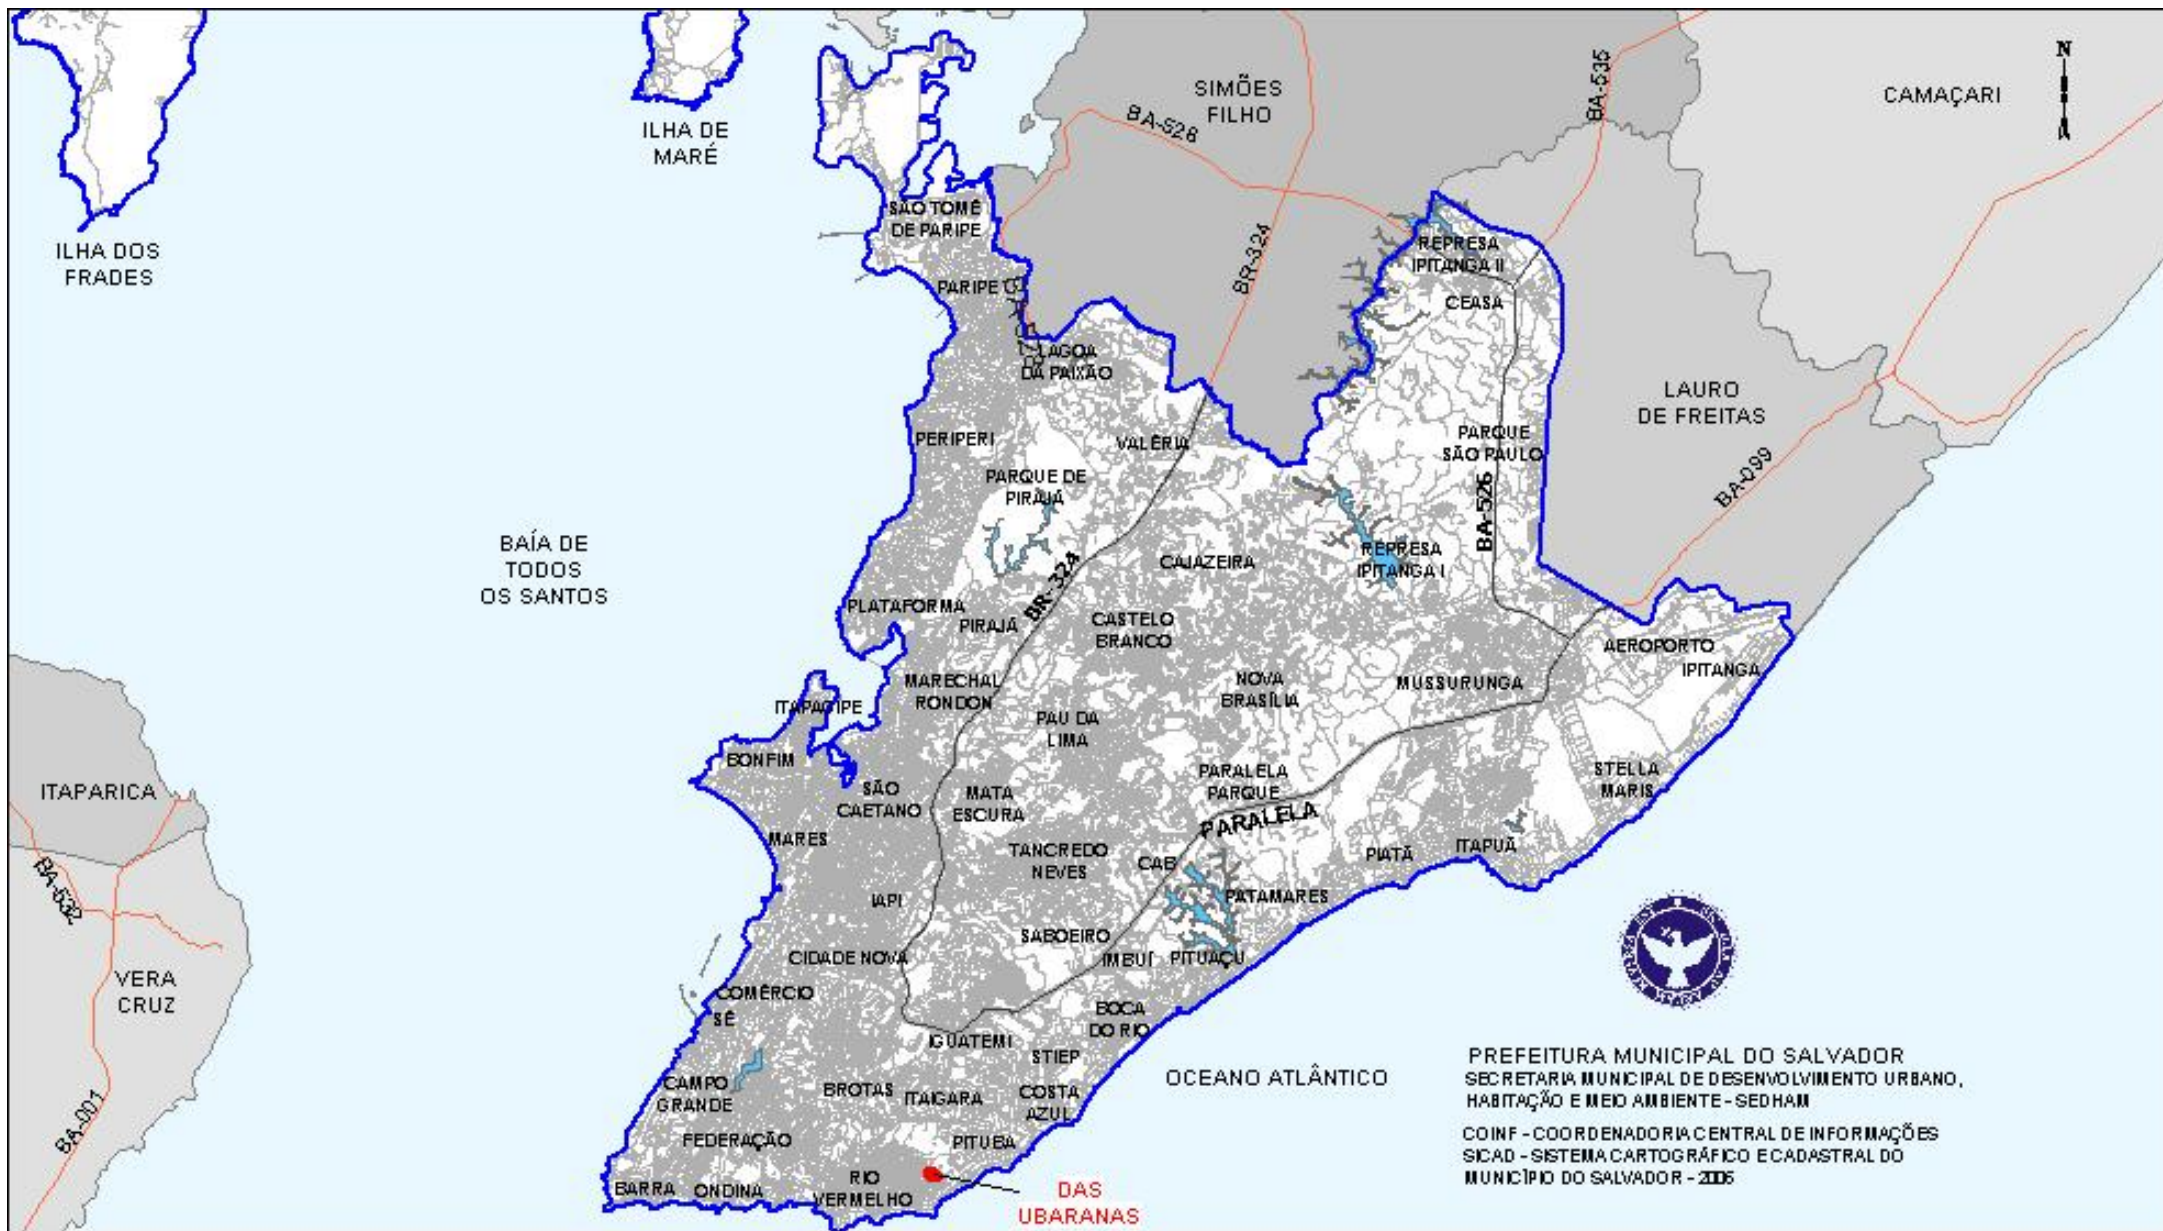 N
CAMAÇARI
SIMÕES
FILHO
BA-535
BA-526
ILHA DE
MARÉ
ILHA DOS
FRADES
SÃO TOMÉ
DE PARIPE
BR-324
REPRESA
IPITANGA II
CEASA
PARIPE
LAGOA
DA PAIXÃO
LAURO
DE FREITAS
PERIPERI
VALÉRIA
PARQUE
SÃO PAULO
PARQUE DE
PIRAJÁ
BA-099
BA-526
BAÍA DE
TODOS
OS SANTOS
CAJAZEIRA
REPRESA
IPITANGA I
BR-324
PLATAFORMA
PIRAJÁ
CASTELO
BRANCO
AEROPORTO
IPITANGA
MARECHAL
RONDON
NOVA
BRASÍLIA
MUSSURUNGA
ITAPAGIPE
PAU DA
LIMA
BONFIM
PARALELA
PARQUE
STELLA
MARIS
ITAPARICA
SÃO
CAETANO
MATA
ESCURA
PARALELA
MARES
TANCREDO
NEVES
CAB
PIATÃ
ITAPUÃ
BA-532
IAPI
PATAMARES
SABOEIRO
CIDADE NOVA
IMBUÍ
PITUAÇU
VERA
CRUZ
COMÉRCIO
SÉ
BOCA
DO RIO
IGUATEMI
STIEP
OCEANO ATLÂNTICO
CAMPO
GRANDE
BROTAS
ITAIGARA
COSTA
AZUL
BA-001
FEDERAÇÃO
PITUBA
BARRA
ONDINA
RIO
VERMELHO
DAS
UBARANAS
PREFEITURA MUNICIPAL DO SALVADOR
SECRETARIA MUNICIPAL DE DESENVOLVIMENTO URBANO,
HABITAÇÃO E MEIO AMBIENTE - SEDHAM
COINF - COORDENADORIA CENTRAL DE INFORMAÇÕES
SICAD - SISTEMA CARTOGRÁFICO E CADASTRAL DO
MUNICÍPIO DO SALVADOR - 2006